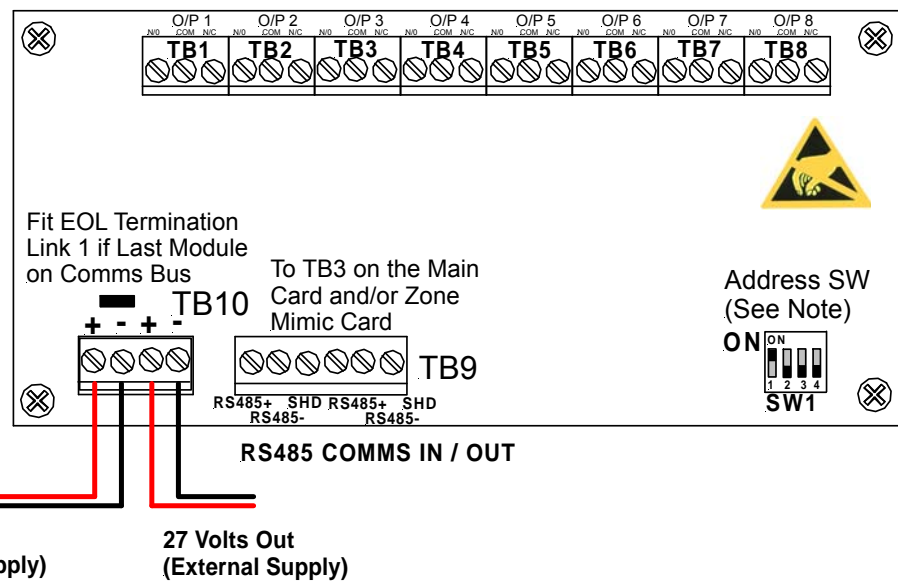 O/P 1 O/P 2 O/P 3 O/P 4 O/P 5 O/P 6 O/P 7 O/P 8
N/0 COM N/C N/0 COM N/C N/0 COM N/C N/0 COM N/C N/0 COM N/C N/0 COM N/C N/0 COM N/C N/0 COM N/C
TB1 TB2 TB3 TB4 TB5 TB6 TB7 TB8
Fit EOL Termination
Link 1 if Last Module
on Comms Bus
TB10
+ - + -
To TB3 on the Main
Card and/or Zone
Mimic Card
TB9
RS485+ SHD RS485+ SHD
RS485- RS485-
RS485 COMMS IN / OUT
Address SW
(See Note)
ON
ON
1 2 3 4
SW1
27 Volts Out
(External Supply)
pply)